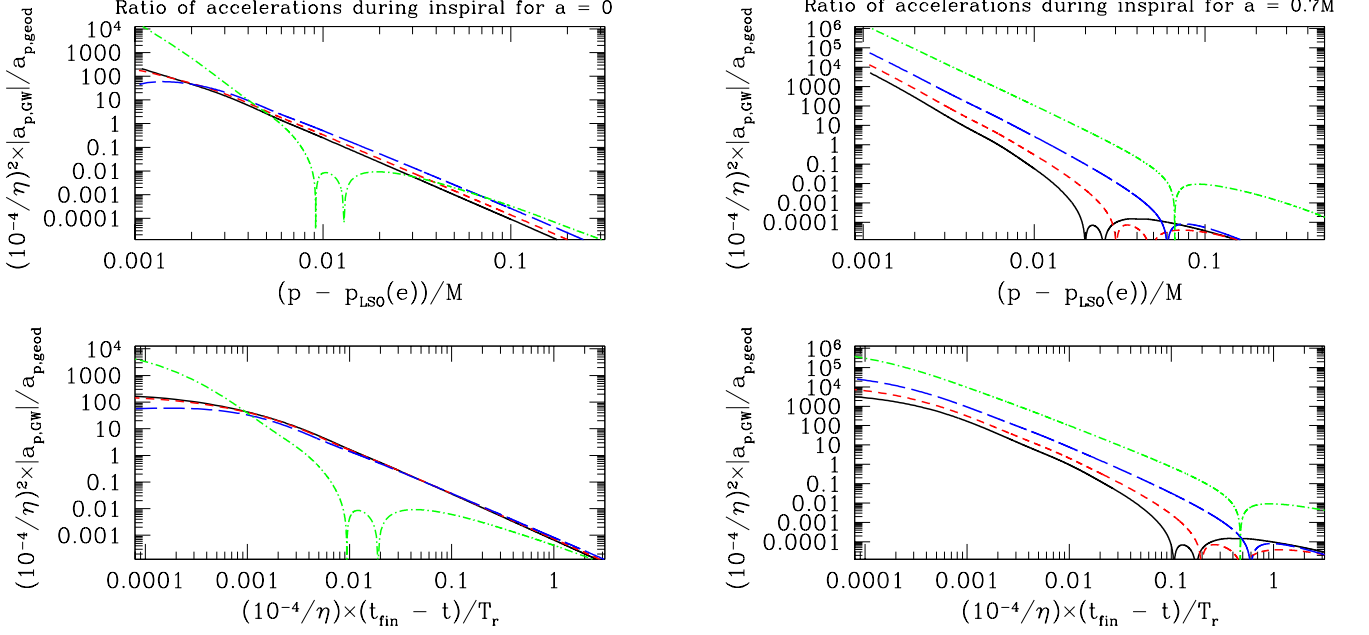 Ratio of accelerations during inspiral for a = 0
(10⁻⁴/η)²×|a_p,GW|/a_p,geod
10⁴
1000
100
10
1
0.1
0.01
0.001
0.0001
0.001 0.01 0.1
(p − p_LSO(e))/M
Ratio of accelerations during inspiral for a = 0.7M
(10⁻⁴/η)²×|a_p,GW|/a_p,geod
10⁶
10⁵
10⁴
1000
100
10
1
0.1
0.01
0.001
0.0001
0.001 0.01 0.1
(p − p_LSO(e))/M
(10⁻⁴/η)²×|a_p,GW|/a_p,geod
10⁴
1000
100
10
1
0.1
0.01
0.001
0.0001
0.0001 0.001 0.01 0.1 1
(10⁻⁴/η)×(t_fin − t)/T_r
(10⁻⁴/η)²×|a_p,GW|/a_p,geod
10⁶
10⁵
10⁴
1000
100
10
1
0.1
0.01
0.001
0.0001
0.0001 0.001 0.01 0.1 1
(10⁻⁴/η)×(t_fin − t)/T_r